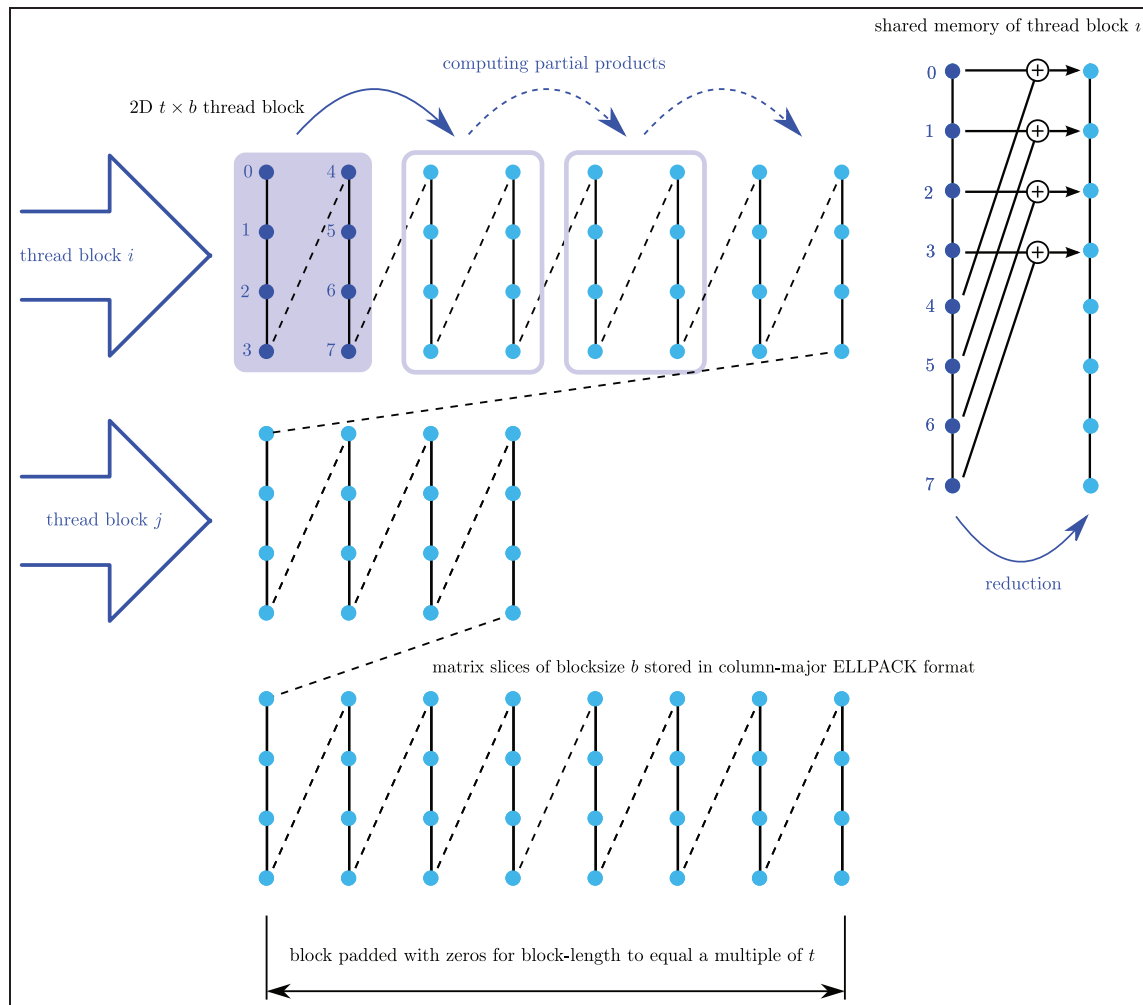 shared memory of thread block i
computing partial products
2D t × b thread block
0
1
2
3
4
5
6
7
thread block i
0
1
2
3
4
5
6
7
reduction
thread block j
matrix slices of blocksize b stored in column-major ELLPACK format
block padded with zeros for block-length to equal a multiple of t